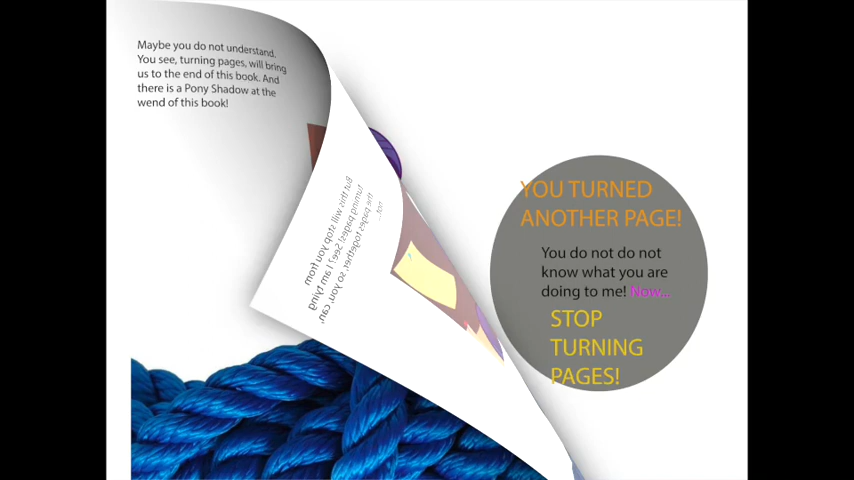 Maybe you do not understand.
You see, turning pages, will bring
us to the end of this book. And
there is a Pony Shadow at the
wend of this book!
But this will stop you from
turning pages! See? I am tying
the pages together, so you, can,
not...
YOU TURNED
ANOTHER PAGE!
You do not do not
know what you are
doing to me! Now...
STOP
TURNING
PAGES!